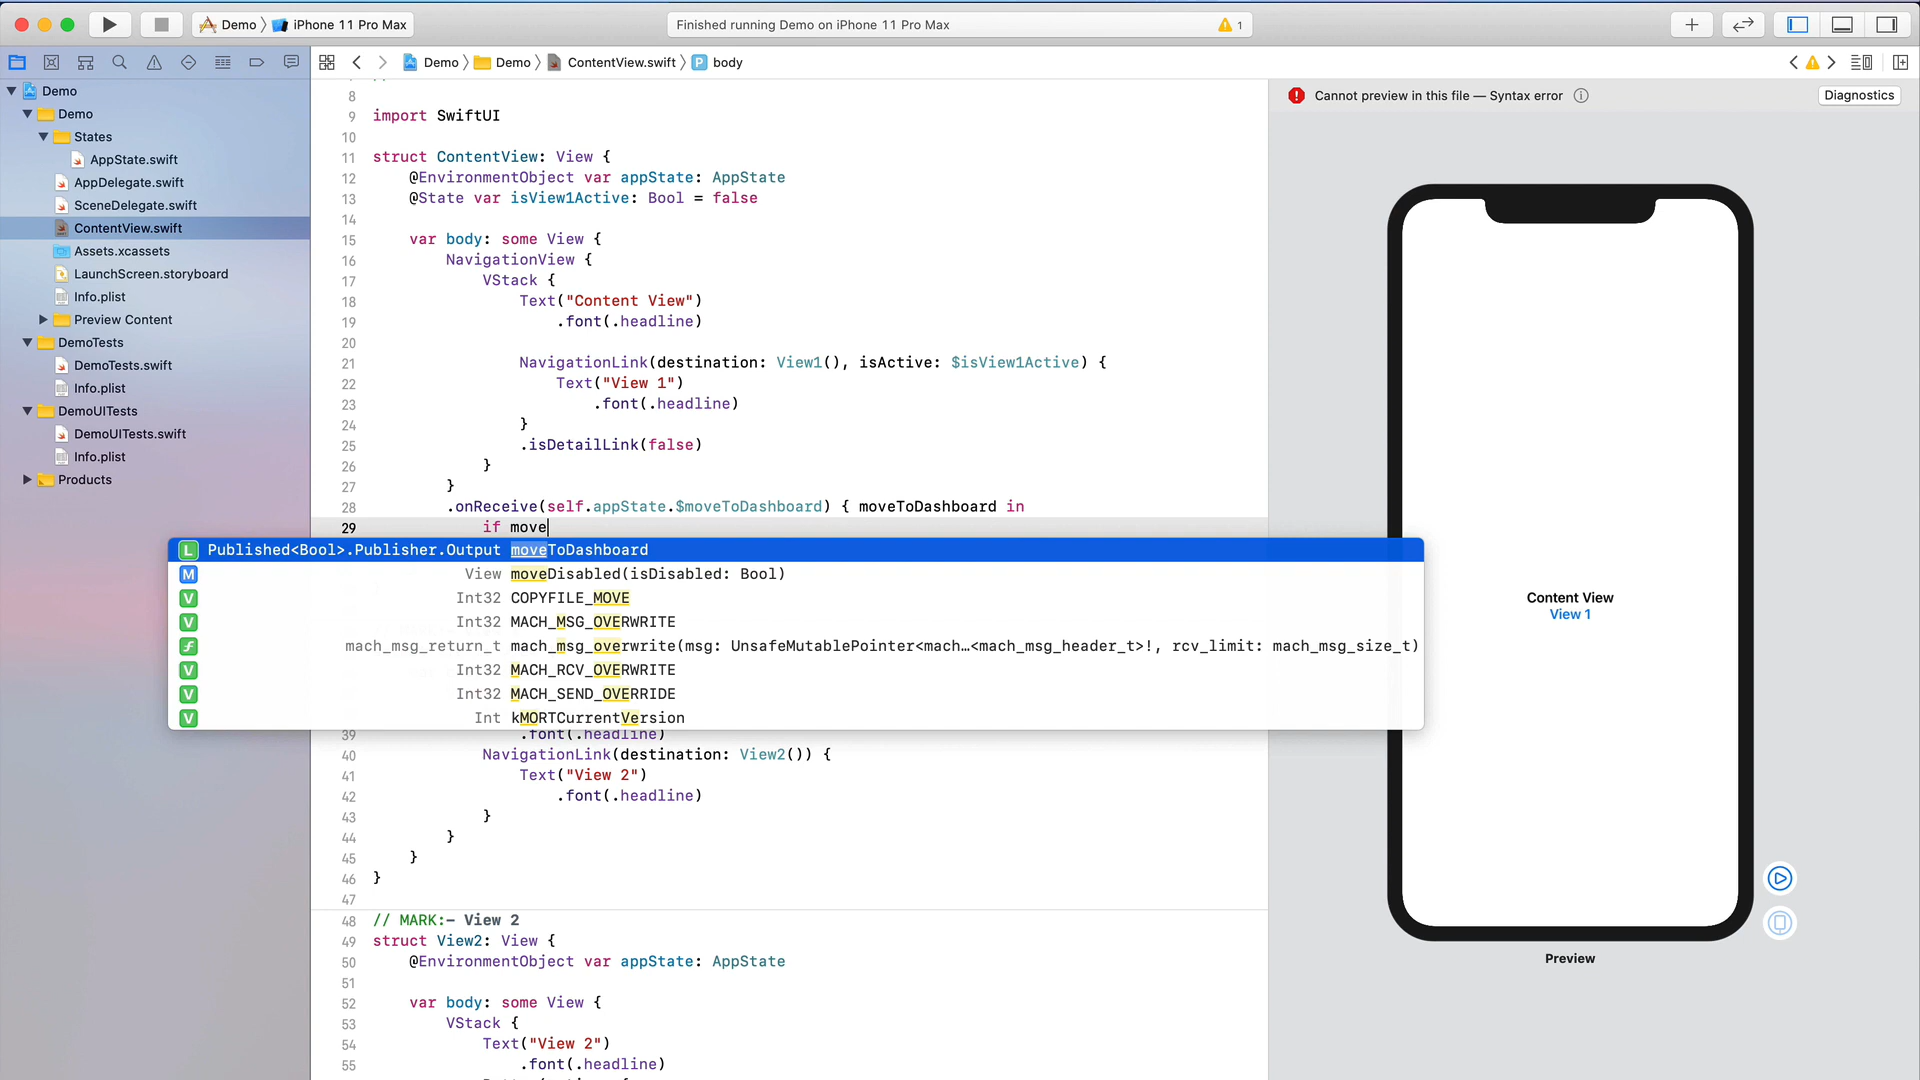 Demo 〉 iPhone 11 Pro Max
Finished running Demo on iPhone 11 Pro Max
1
Demo 〉 Demo 〉 ContentView.swift 〉 P body
Demo
Demo
States
AppState.swift
AppDelegate.swift
SceneDelegate.swift
ContentView.swift
Assets.xcassets
LaunchScreen.storyboard
Info.plist
Preview Content
DemoTests
DemoTests.swift
Info.plist
DemoUITests
DemoUITests.swift
Info.plist
Products
8
9 import SwiftUI
10
11 struct ContentView: View {
12 @EnvironmentObject var appState: AppState
13 @State var isView1Active: Bool = false
14
15 var body: some View {
16 NavigationView {
17 VStack {
18 Text("Content View")
19 .font(.headline)
20
21 NavigationLink(destination: View1(), isActive: $isView1Active) {
22 Text("View 1")
23 .font(.headline)
24 }
25 .isDetailLink(false)
26 }
27 }
28 .onReceive(self.appState.$moveToDashboard) { moveToDashboard in
29 if move
L Published<Bool>.Publisher.Output moveToDashboard
M View moveDisabled(isDisabled: Bool)
V Int32 COPYFILE_MOVE
V Int32 MACH_MSG_OVERWRITE
f mach_msg_return_t mach_msg_overwrite(msg: UnsafeMutablePointer<mach…<mach_msg_header_t>!, rcv_limit: mach_msg_size_t)
V Int32 MACH_RCV_OVERWRITE
V Int32 MACH_SEND_OVERRIDE
V Int kMORTCurrentVersion
39 .font(.headline)
40 NavigationLink(destination: View2()) {
41 Text("View 2")
42 .font(.headline)
43 }
44 }
45 }
46 }
47
48 // MARK:- View 2
49 struct View2: View {
50 @EnvironmentObject var appState: AppState
51
52 var body: some View {
53 VStack {
54 Text("View 2")
55 .font(.headline)
Cannot preview in this file — Syntax error
Diagnostics
Content View
View 1
Preview